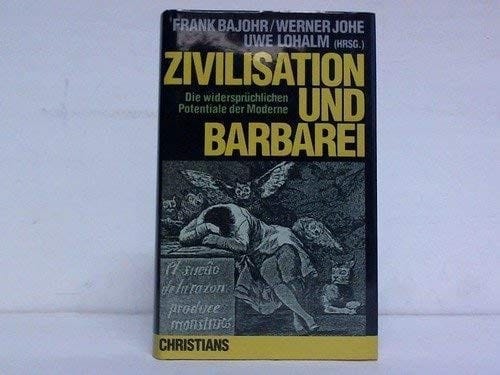 FRANK BAJOHR/WERNER JOHE
UWE LOHALM (HRSG.)
ZIVILISATION
Die widersprüchlichen
Potentiale der Moderne
UND
BARBAREI
El sueño
de la razon
produce
monstruos
CHRISTIANS